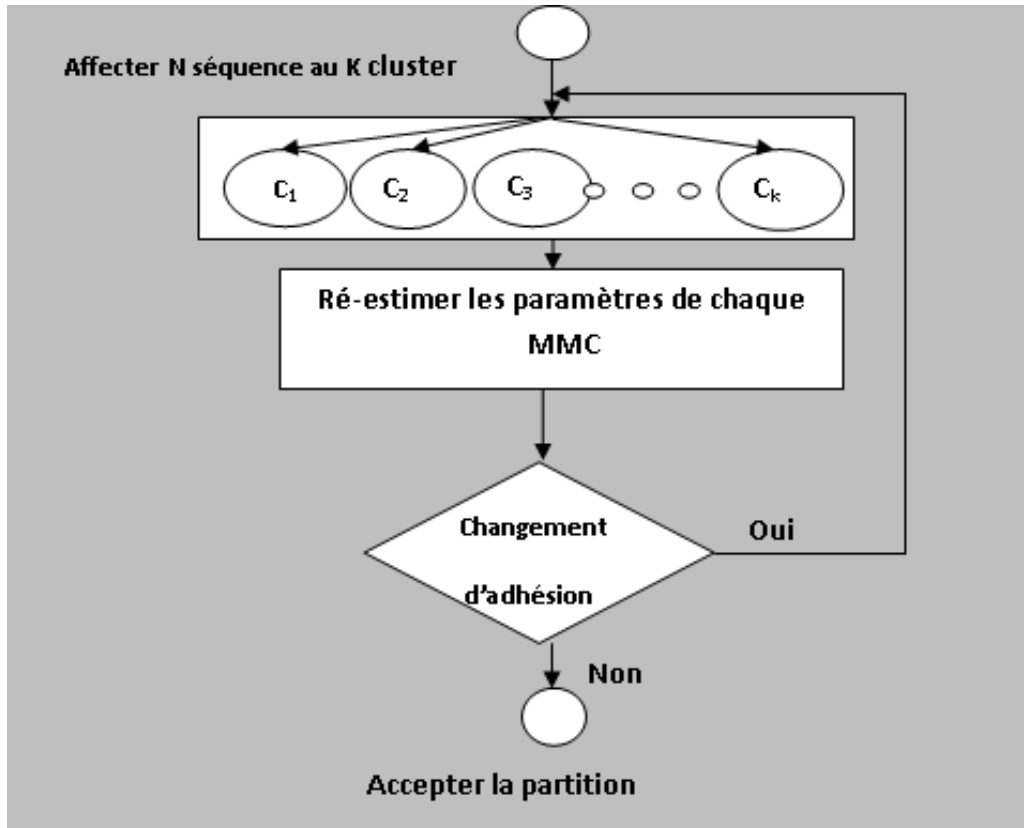 Affecter N séquence au K cluster
C₁ C₂ C₃ Cₖ
Ré-estimer les paramètres de chaque
MMC
Changement
d'adhésion
Oui
Non
Accepter la partition